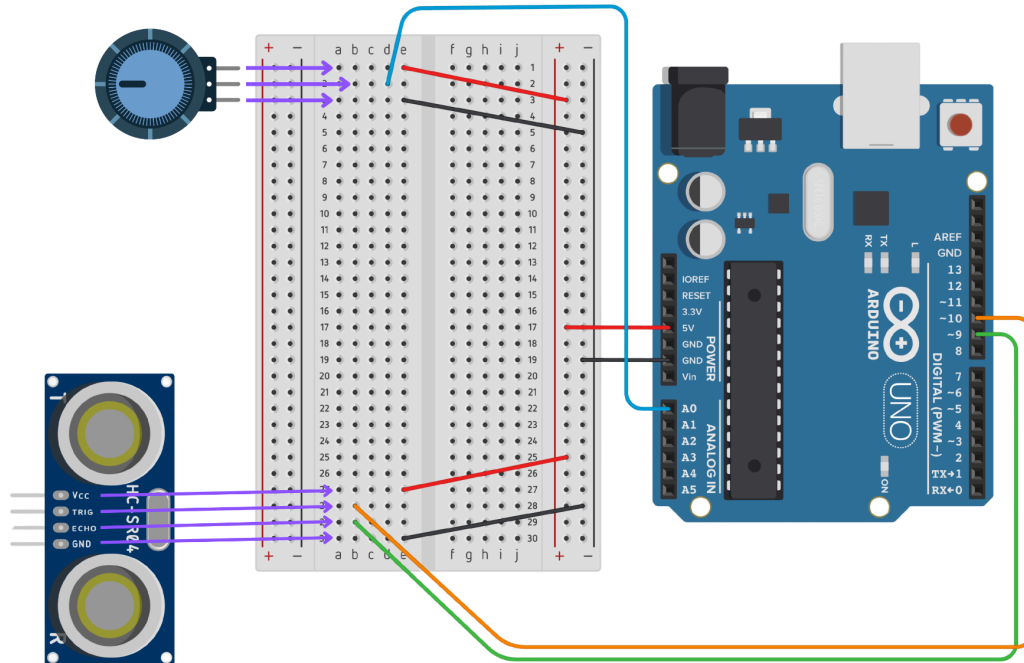 + − a b c d e f g h i j + −
1
2
3
4
5
6
7
8
9
10
11
12
13
14
15
16
17
18
19
20
21
22
23
24
25
26
27
28
29
30
+ − a b c d e f g h i j + −
T
HC-SR04
Vcc
TRIG
ECHO
GND
R
IOREF
RESET
3.3V
5V
GND
GND
Vin
POWER
A0
A1
A2
A3
A4
A5
ANALOG IN
RX
TX
L
ARDUINO
UNO
ON
AREF
GND
13
12
~11
~10
~9
8
7
~6
~5
4
~3
2
TX→1
RX←0
DIGITAL (PWM~)